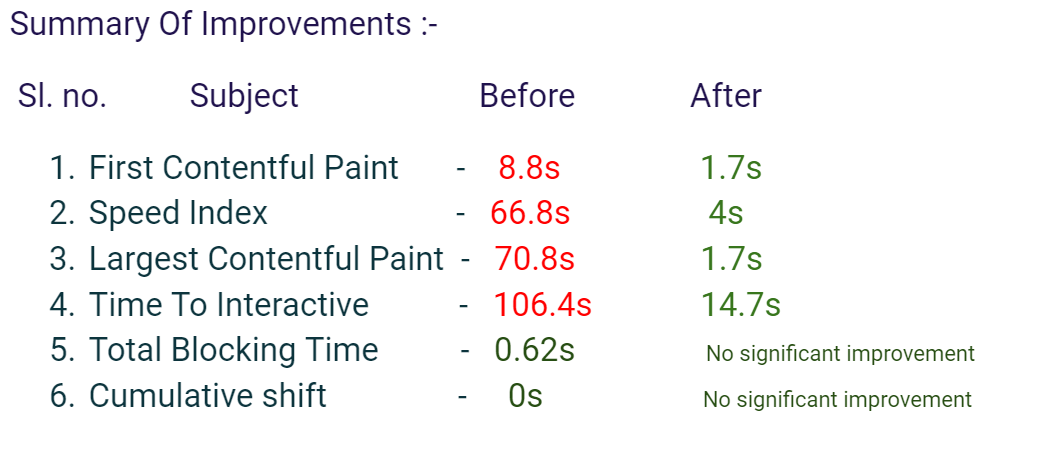 Summary Of Improvements :-
Sl. no. Subject Before After
1. First Contentful Paint - 8.8s 1.7s
2. Speed Index - 66.8s 4s
3. Largest Contentful Paint - 70.8s 1.7s
4. Time To Interactive - 106.4s 14.7s
5. Total Blocking Time - 0.62s No significant improvement
6. Cumulative shift - 0s No significant improvement